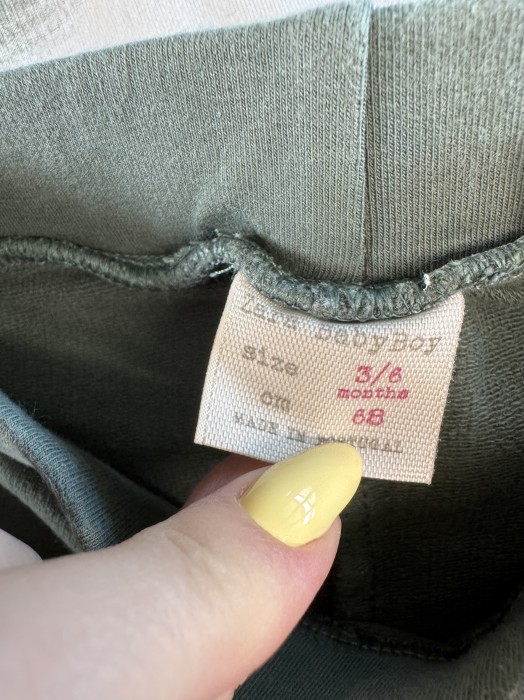 Zara BabyBoy
size 3/6
months
cm 68
MADE IN PORTUGAL